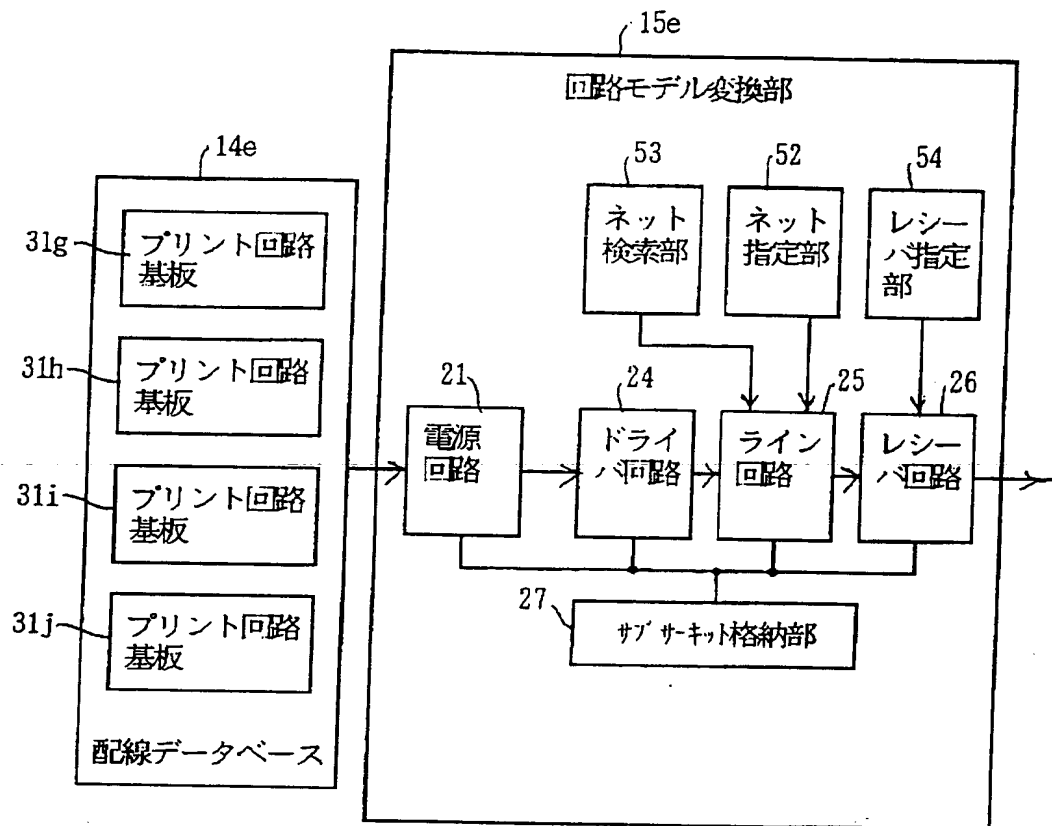 15e
回路モデル変換部
14e
53
52
54
ネット
検索部
ネット
指定部
レシー
バ指定
部
31g
プリント回路
基板
31h
プリント回路
基板
31i
プリント回路
基板
31j
プリント回路
基板
配線データベース
21
24
25
26
電源
回路
ドライ
バ回路
ライン
回路
レシー
バ回路
27
サブサーキット格納部